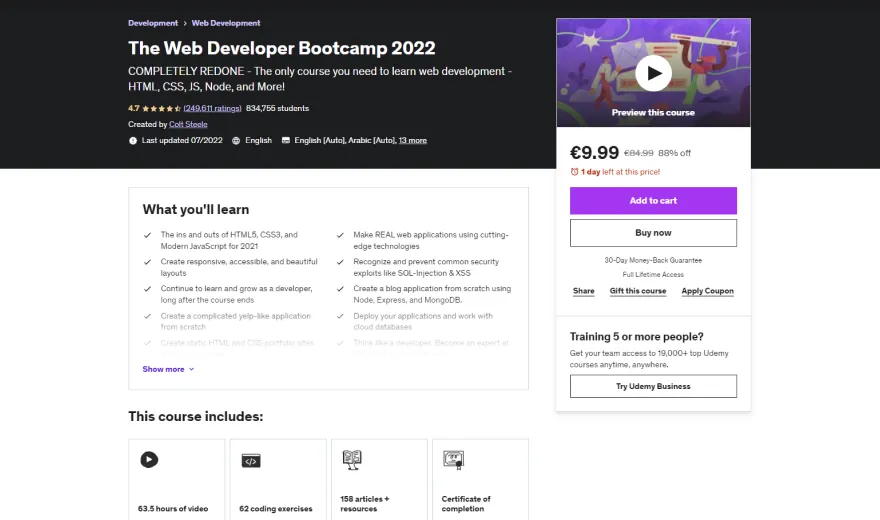 Development > Web Development
The Web Developer Bootcamp 2022
COMPLETELY REDONE - The only course you need to learn web development -
HTML, CSS, JS, Node, and More!
4.7 (249,611 ratings) 834,755 students
Created by Colt Steele
Last updated 07/2022 English English [Auto], Arabic [Auto], 13 more
Preview this course
€9.99 €84.99 88% off
1 day left at this price!
Add to cart
Buy now
30-Day Money-Back Guarantee
Full Lifetime Access
Share Gift this course Apply Coupon
Training 5 or more people?
Get your team access to 19,000+ top Udemy
courses anytime, anywhere.
Try Udemy Business
What you'll learn
The ins and outs of HTML5, CSS3, and
Modern JavaScript for 2021
Create responsive, accessible, and beautiful
layouts
Continue to learn and grow as a developer,
long after the course ends
Create a complicated yelp-like application
from scratch
Create static HTML and CSS portfolio sites
Make REAL web applications using cutting-
edge technologies
Recognize and prevent common security
exploits like SQL-Injection & XSS
Create a blog application from scratch using
Node, Express, and MongoDB.
Deploy your applications and work with
cloud databases
Think like a developer. Become an expert at
Show more
This course includes:
63.5 hours of video
62 coding exercises
158 articles +
resources
Certificate of
completion